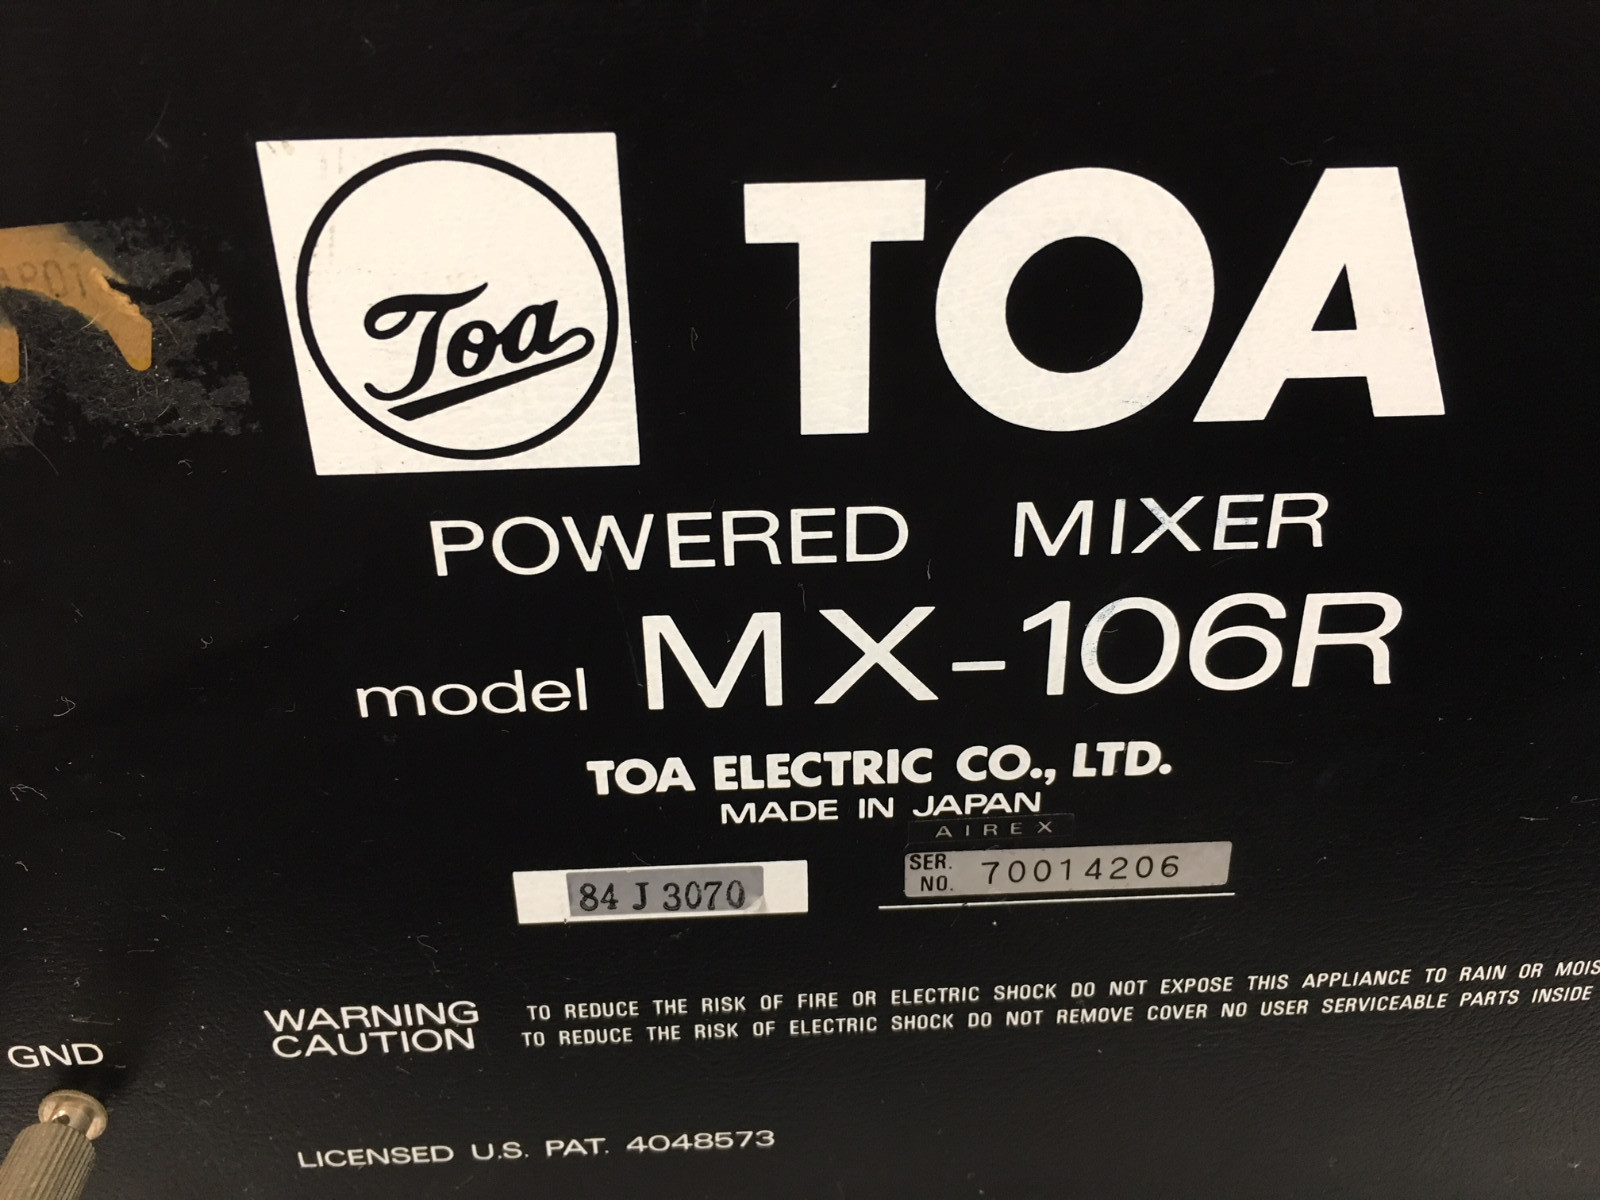 Toa
TOA
POWERED MIXER
model MX-106R
TOA ELECTRIC CO., LTD.
MADE IN JAPAN
AIREX
84 J 3070
SER. NO. 70014206
WARNING TO REDUCE THE RISK OF FIRE OR ELECTRIC SHOCK DO NOT EXPOSE THIS APPLIANCE TO RAIN OR MOIS
CAUTION TO REDUCE THE RISK OF ELECTRIC SHOCK DO NOT REMOVE COVER NO USER SERVICEABLE PARTS INSIDE
GND
LICENSED U.S. PAT. 4048573